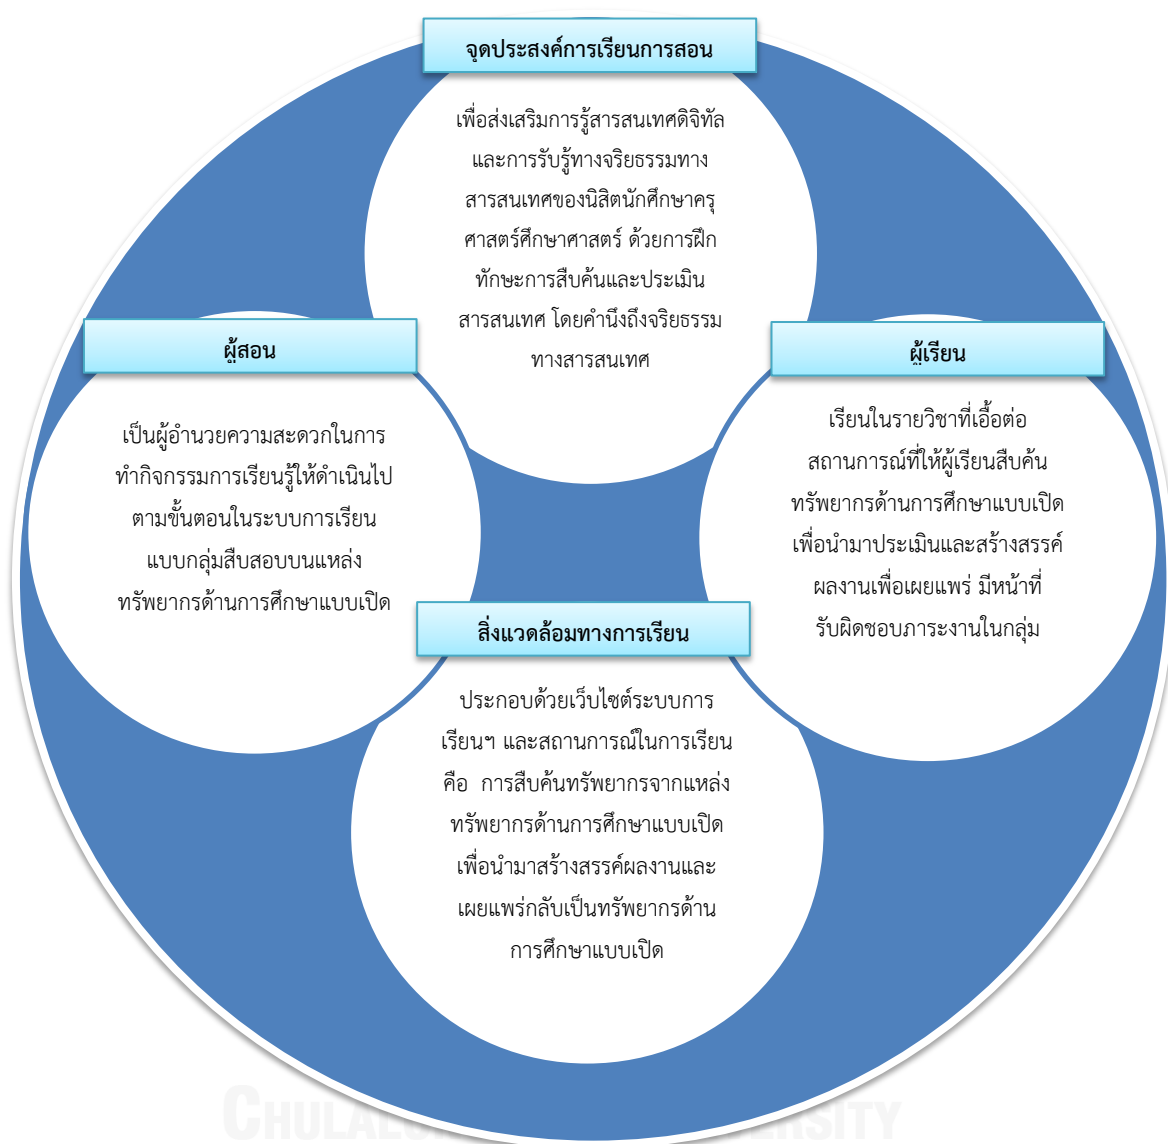 จุดประสงค์การเรียนการสอน
เพื่อส่งเสริมการรู้สารสนเทศดิจิทัล
และการรับรู้ทางจริยธรรมทาง
สารสนเทศของนิสิตนักศึกษาครุ
ศาสตร์ศึกษาศาสตร์ ด้วยการฝึก
ทักษะการสืบค้นและประเมิน
สารสนเทศ โดยคำนึงถึงจริยธรรม
ทางสารสนเทศ
ผู้สอน
เป็นผู้อำนวยความสะดวกในการ
ทำกิจกรรมการเรียนรู้ให้ดำเนินไป
ตามขั้นตอนในระบบการเรียน
แบบกลุ่มสืบสอบบนแหล่ง
ทรัพยากรด้านการศึกษาแบบเปิด
ผู้เรียน
เรียนในรายวิชาที่เอื้อต่อ
สถานการณ์ที่ให้ผู้เรียนสืบค้น
ทรัพยากรด้านการศึกษาแบบเปิด
เพื่อนำมาประเมินและสร้างสรรค์
ผลงานเพื่อเผยแพร่ มีหน้าที่
รับผิดชอบภาระงานในกลุ่ม
สิ่งแวดล้อมทางการเรียน
ประกอบด้วยเว็บไซต์ระบบการ
เรียนฯ และสถานการณ์ในการเรียน
คือ การสืบค้นทรัพยากรจากแหล่ง
ทรัพยากรด้านการศึกษาแบบเปิด
เพื่อนำมาสร้างสรรค์ผลงานและ
เผยแพร่กลับเป็นทรัพยากรด้าน
การศึกษาแบบเปิด